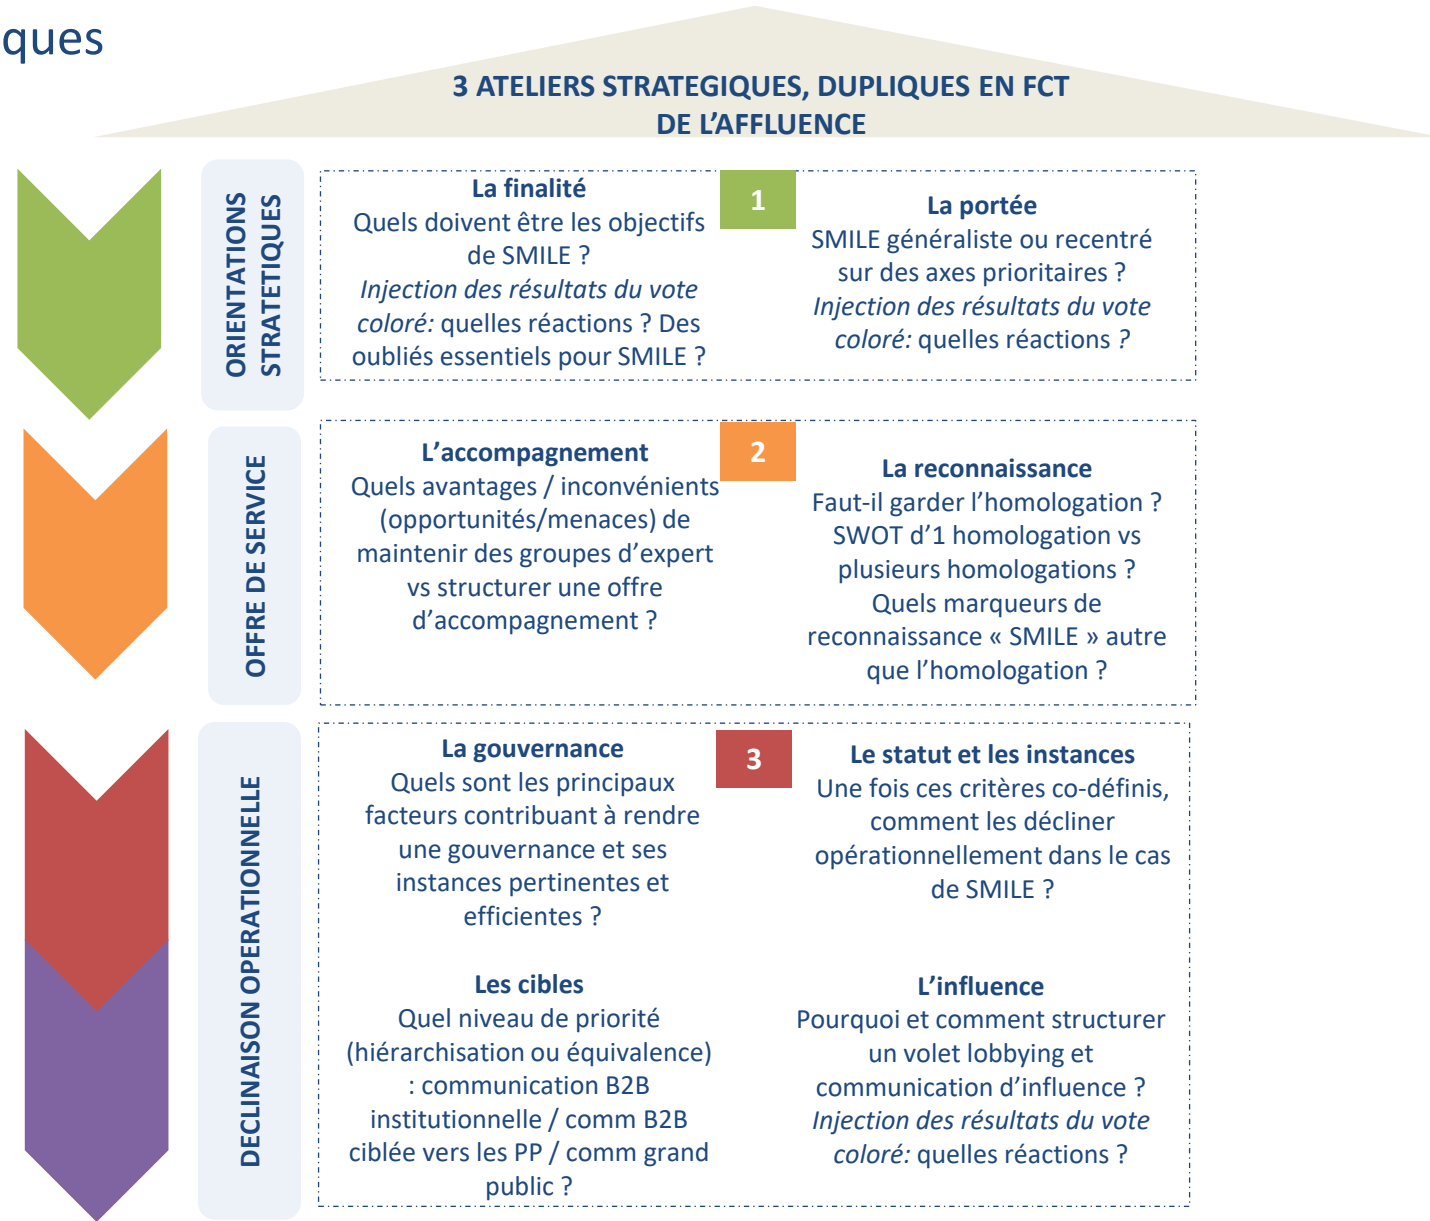 ques
3 ATELIERS STRATEGIQUES, DUPLIQUES EN FCT
DE L’AFFLUENCE
ORIENTATIONS
STRATETIQUES
La finalité
Quels doivent être les objectifs
de SMILE ?
Injection des résultats du vote
coloré: quelles réactions ? Des
oubliés essentiels pour SMILE ?
1
La portée
SMILE généraliste ou recentré
sur des axes prioritaires ?
Injection des résultats du vote
coloré: quelles réactions ?
OFFRE DE SERVICE
L’accompagnement
Quels avantages / inconvénients
(opportunités/menaces) de
maintenir des groupes d’expert
vs structurer une offre
d’accompagnement ?
2
La reconnaissance
Faut-il garder l’homologation ?
SWOT d’1 homologation vs
plusieurs homologations ?
Quels marqueurs de
reconnaissance « SMILE » autre
que l’homologation ?
DECLINAISON OPERATIONNELLE
La gouvernance
Quels sont les principaux
facteurs contribuant à rendre
une gouvernance et ses
instances pertinentes et
efficientes ?
3
Le statut et les instances
Une fois ces critères co-définis,
comment les décliner
opérationnellement dans le cas
de SMILE ?
Les cibles
Quel niveau de priorité
(hiérarchisation ou équivalence)
: communication B2B
institutionnelle / comm B2B
ciblée vers les PP / comm grand
public ?
L’influence
Pourquoi et comment structurer
un volet lobbying et
communication d’influence ?
Injection des résultats du vote
coloré: quelles réactions ?